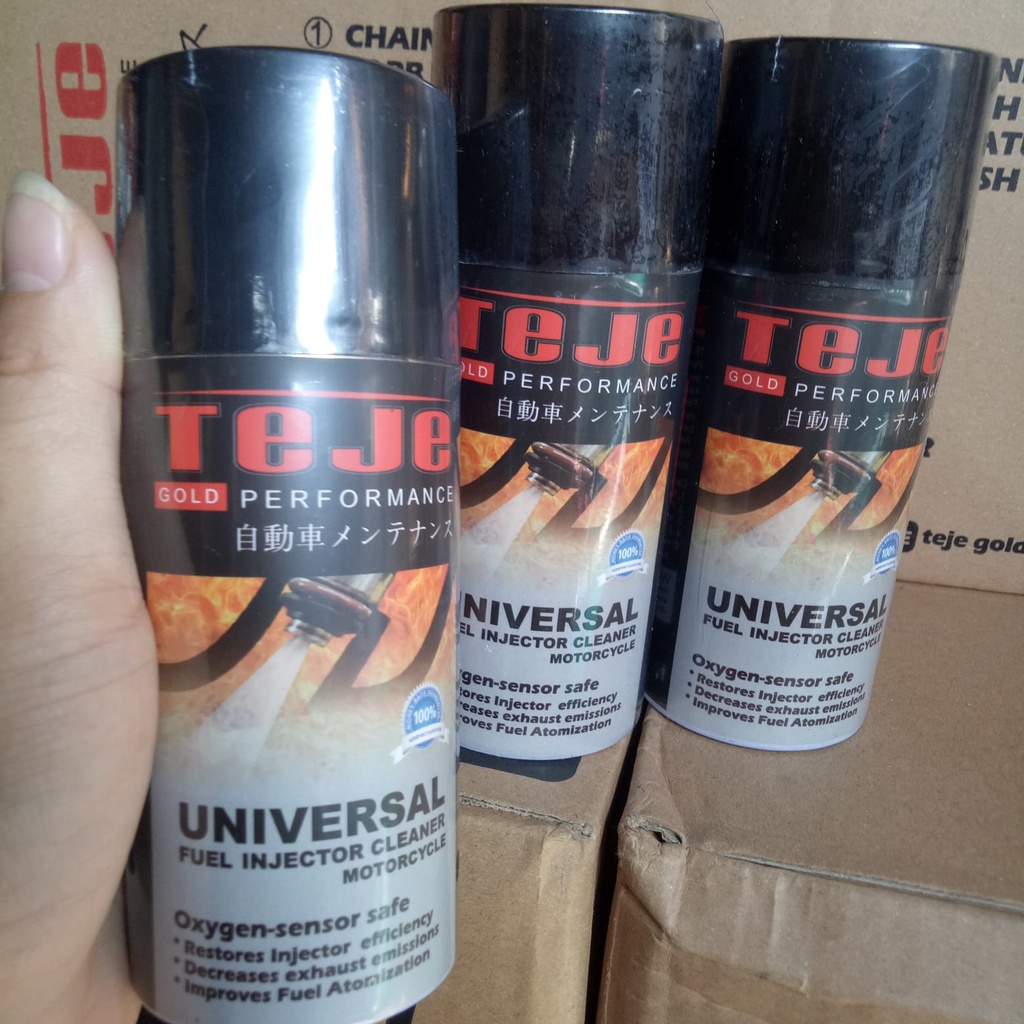 Teje
① CHAIN
Teje
GOLD PERFORMANCE
自動車メンテナンス
100%
UNIVERSAL
FUEL INJECTOR CLEANER
MOTORCYCLE
Oxygen-sensor safe
* Restores Injector efficiency
* Decreases exhaust emissions
* Improves Fuel Atomization
Teje
GOLD PERFORMANCE
自動車メンテナンス
100%
UNIVERSAL
FUEL INJECTOR CLEANER
MOTORCYCLE
Oxygen-sensor safe
Restores Injector efficiency
Decreases exhaust emissions
Improves Fuel Atomization
Teje
GOLD PERFORMANCE
自動車メンテナンス
100%
UNIVERSAL
FUEL INJECTOR CLEANER
MOTORCYCLE
Oxygen-sensor safe
* Restores Injector efficiency
* Decreases exhaust emissions
* Improves Fuel Atomization
teje gold